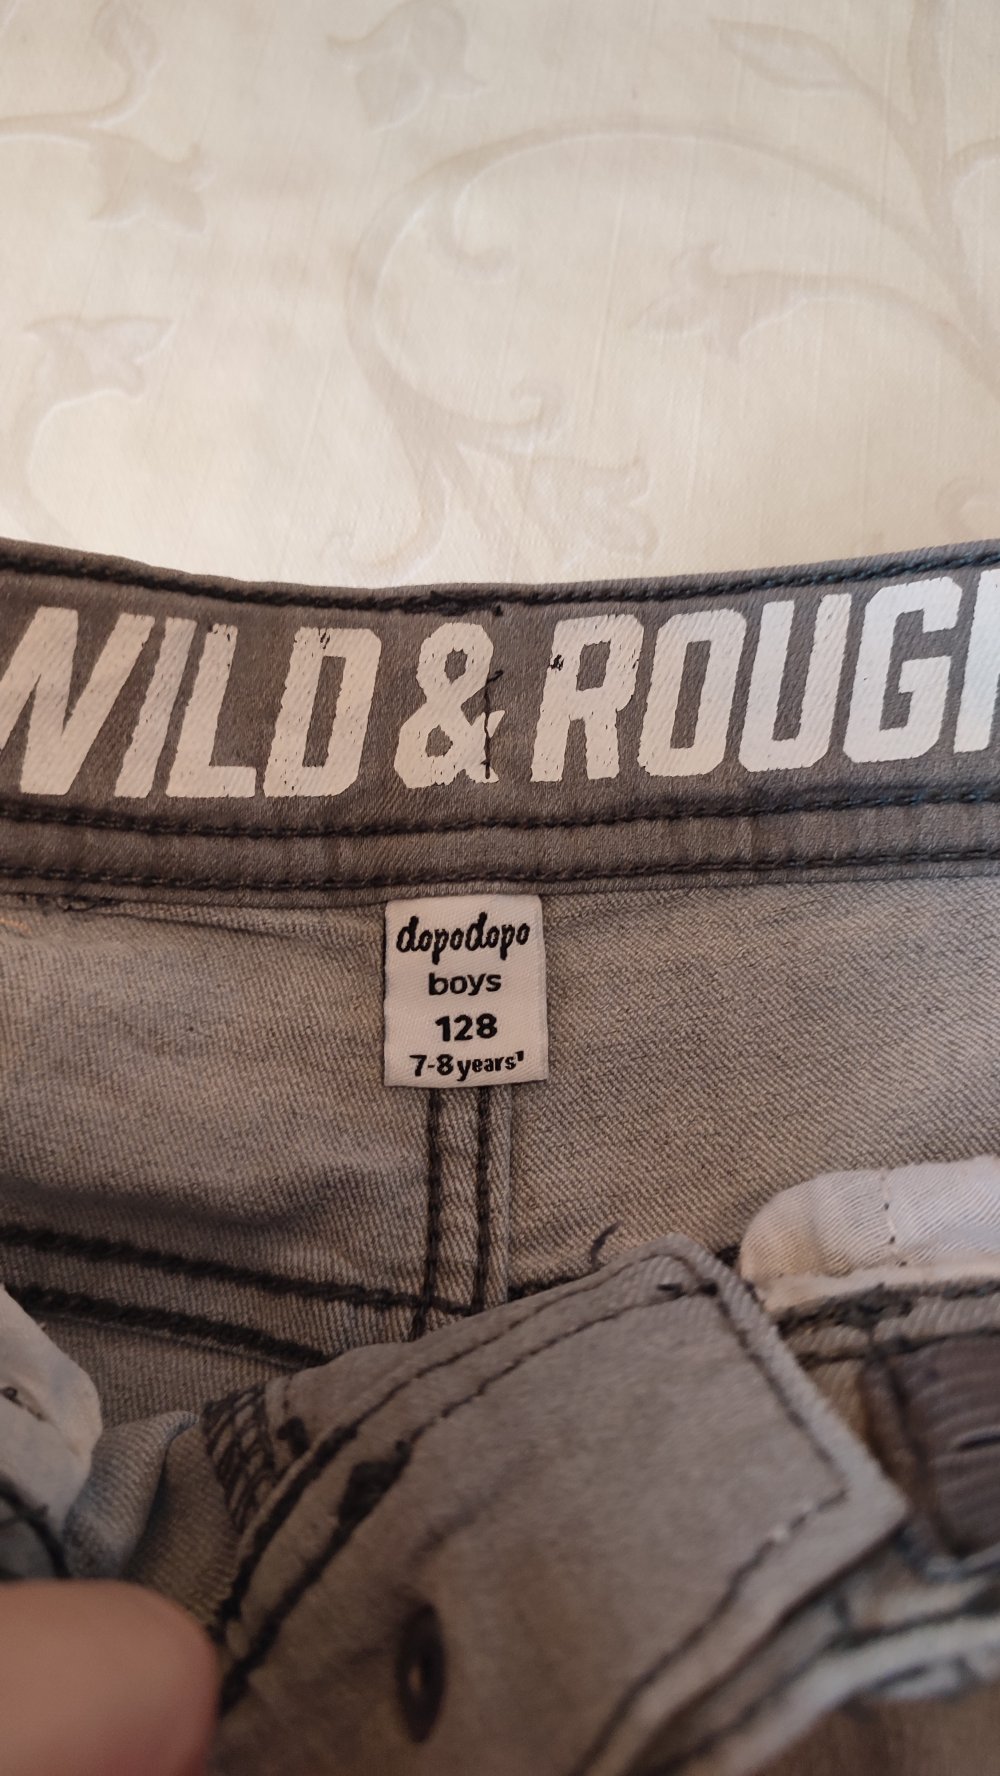 WILD & ROUGH
dopodopo
boys
128
7-8 years'